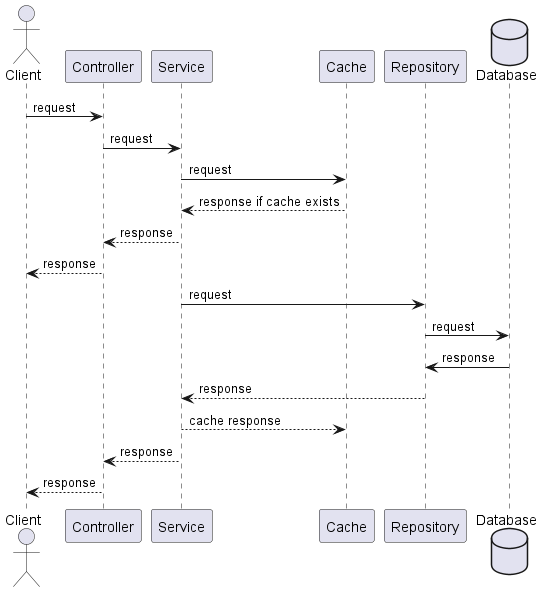 Client
Controller
Service
Cache
Repository
Database
request
request
request
response if cache exists
response
response
request
request
response
response
cache response
response
response
Client
Controller
Service
Cache
Repository
Database